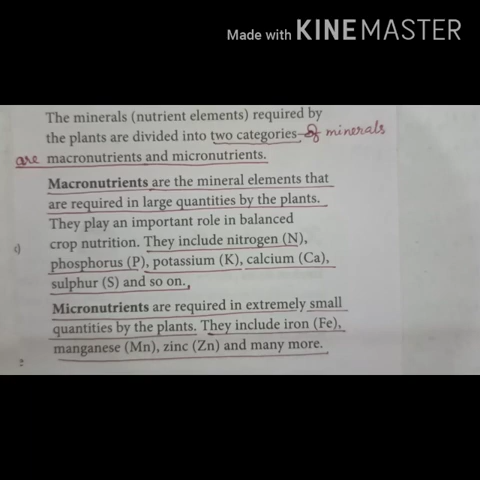 Made with KINEMASTER
The minerals (nutrient elements) required by
the plants are divided into two categories of minerals
are macronutrients and micronutrients.
Macronutrients are the mineral elements that
are required in large quantities by the plants.
They play an important role in balanced
crop nutrition. They include nitrogen (N),
phosphorus (P), potassium (K), calcium (Ca),
sulphur (S) and so on.
Micronutrients are required in extremely small
quantities by the plants. They include iron (Fe),
manganese (Mn), zinc (Zn) and many more.